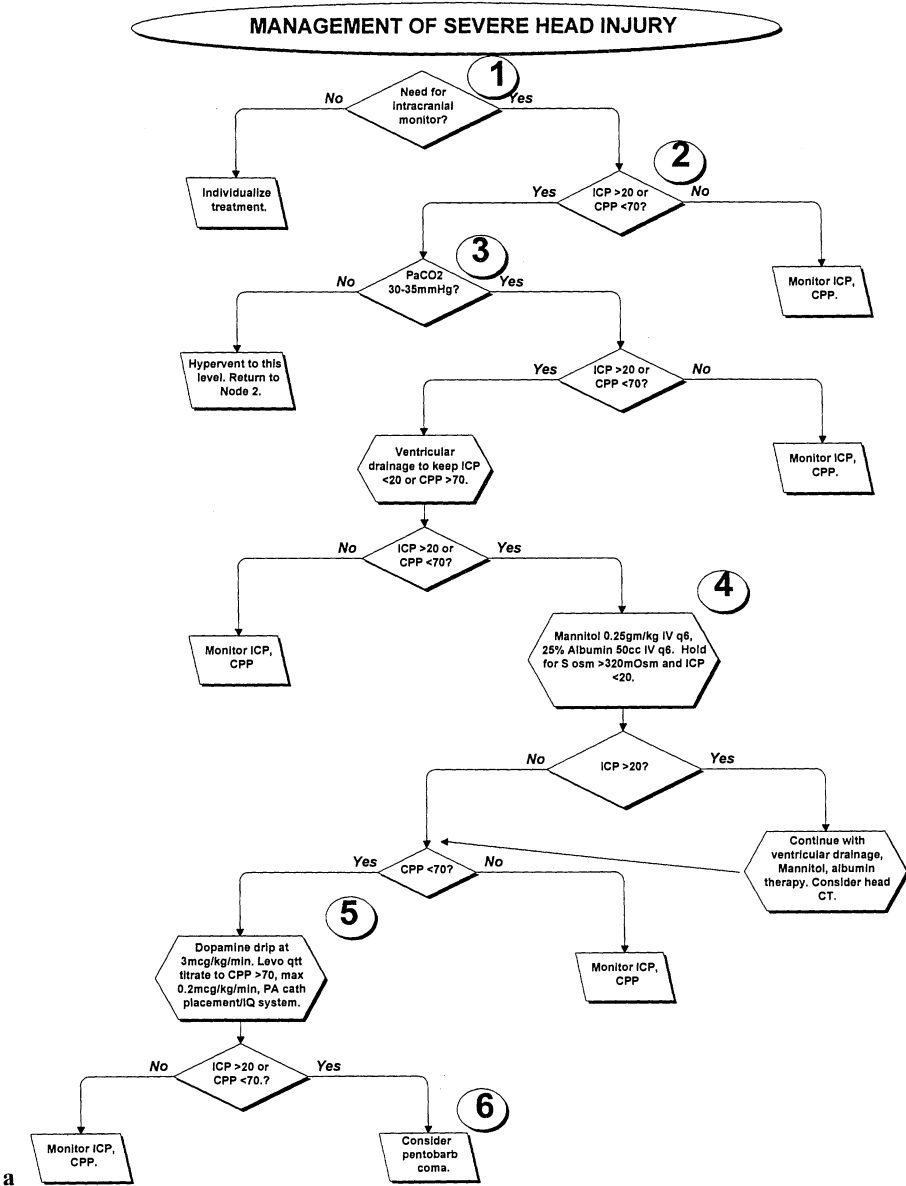 MANAGEMENT OF SEVERE HEAD INJURY
1
Need for
intracranial
monitor?
No
Yes
Individualize
treatment.
2
ICP >20 or
CPP <70?
Yes
No
Monitor ICP,
CPP.
3
PaCO2
30-35mmHg?
No
Yes
Hypervent to this
level. Return to
Node 2.
ICP >20 or
CPP <70?
Yes
No
Monitor ICP,
CPP.
Ventricular
drainage to keep ICP
<20 or CPP >70.
ICP >20 or
CPP <70?
No
Yes
Monitor ICP,
CPP
4
Mannitol 0.25gm/kg IV q6,
25% Albumin 50cc IV q6. Hold
for S osm >320mOsm and ICP
<20.
ICP >20?
No
Yes
Continue with
ventricular drainage,
Mannitol, albumin
therapy. Consider head
CT.
CPP <70?
Yes
No
Monitor ICP,
CPP
5
Dopamine drip at
3mcg/kg/min. Levo qtt
titrate to CPP >70, max
0.2mcg/kg/min, PA cath
placement/IQ system.
ICP >20 or
CPP <70.?
No
Yes
Monitor ICP,
CPP.
6
Consider
pentobarb
coma.
a